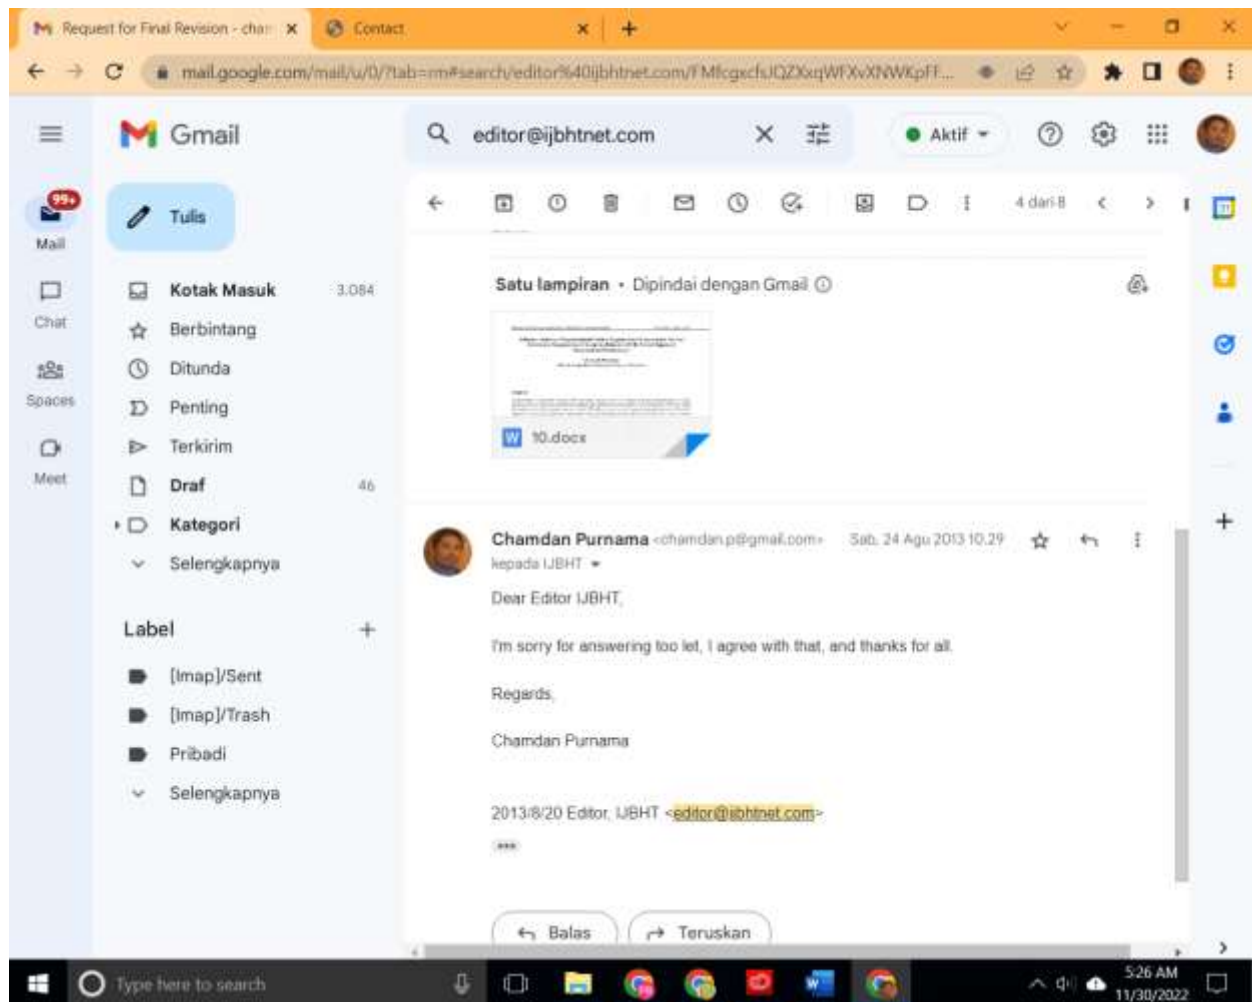 Request for Final Revision - cham
Contact
mail.google.com/mail/u/0/?tab=rm#search/editor%40ijbhtnet.com/
Gmail
editor@ijbhtnet.com
Aktif
99+
Mail
Chat
Spaces
Meet
Tulis
Kotak Masuk 3.084
Berbintang
Ditunda
Penting
Terkirim
Draf 46
Kategori
Selengkapnya
Label
[Imap]/Sent
[Imap]/Trash
Pribadi
Selengkapnya
4 dari 8
Satu lampiran • Dipindai dengan Gmail
W 10.docx
Chamdan Purnama <chamdan.p@gmail.com> Sab, 24 Agu 2013 10.29
kepada IJBHT
Dear Editor IJBHT,
I'm sorry for answering too let, I agree with that, and thanks for all.
Regards,
Chamdan Purnama
2013/8/20 Editor, IJBHT <editor@ijbhtnet.com>
Balas
Teruskan
Type here to search
5:26 AM
11/30/2022